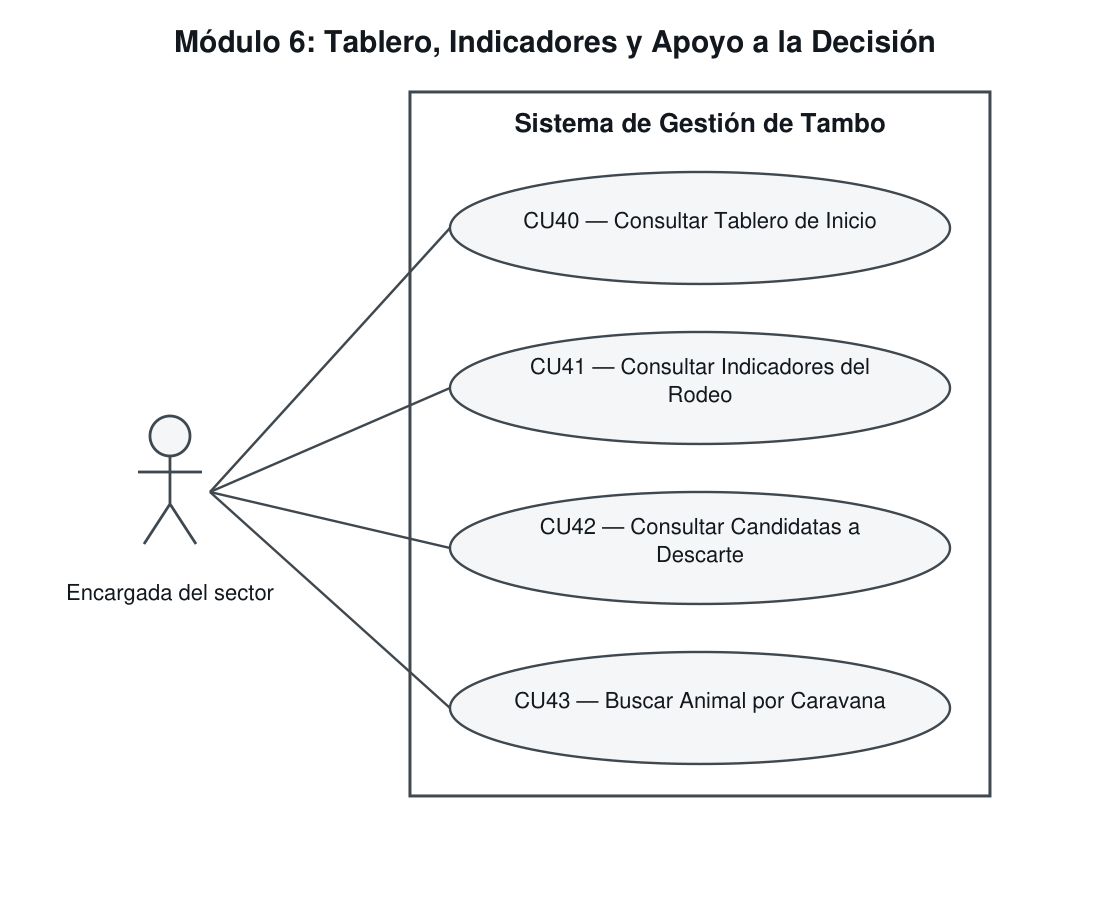 Módulo 6: Tablero, Indicadores y Apoyo a la Decisión
Sistema de Gestión de Tambo
CU40 — Consultar Tablero de Inicio
CU41 — Consultar Indicadores del
Rodeo
CU42 — Consultar Candidatas a
Descarte
Encargada del sector
CU43 — Buscar Animal por Caravana